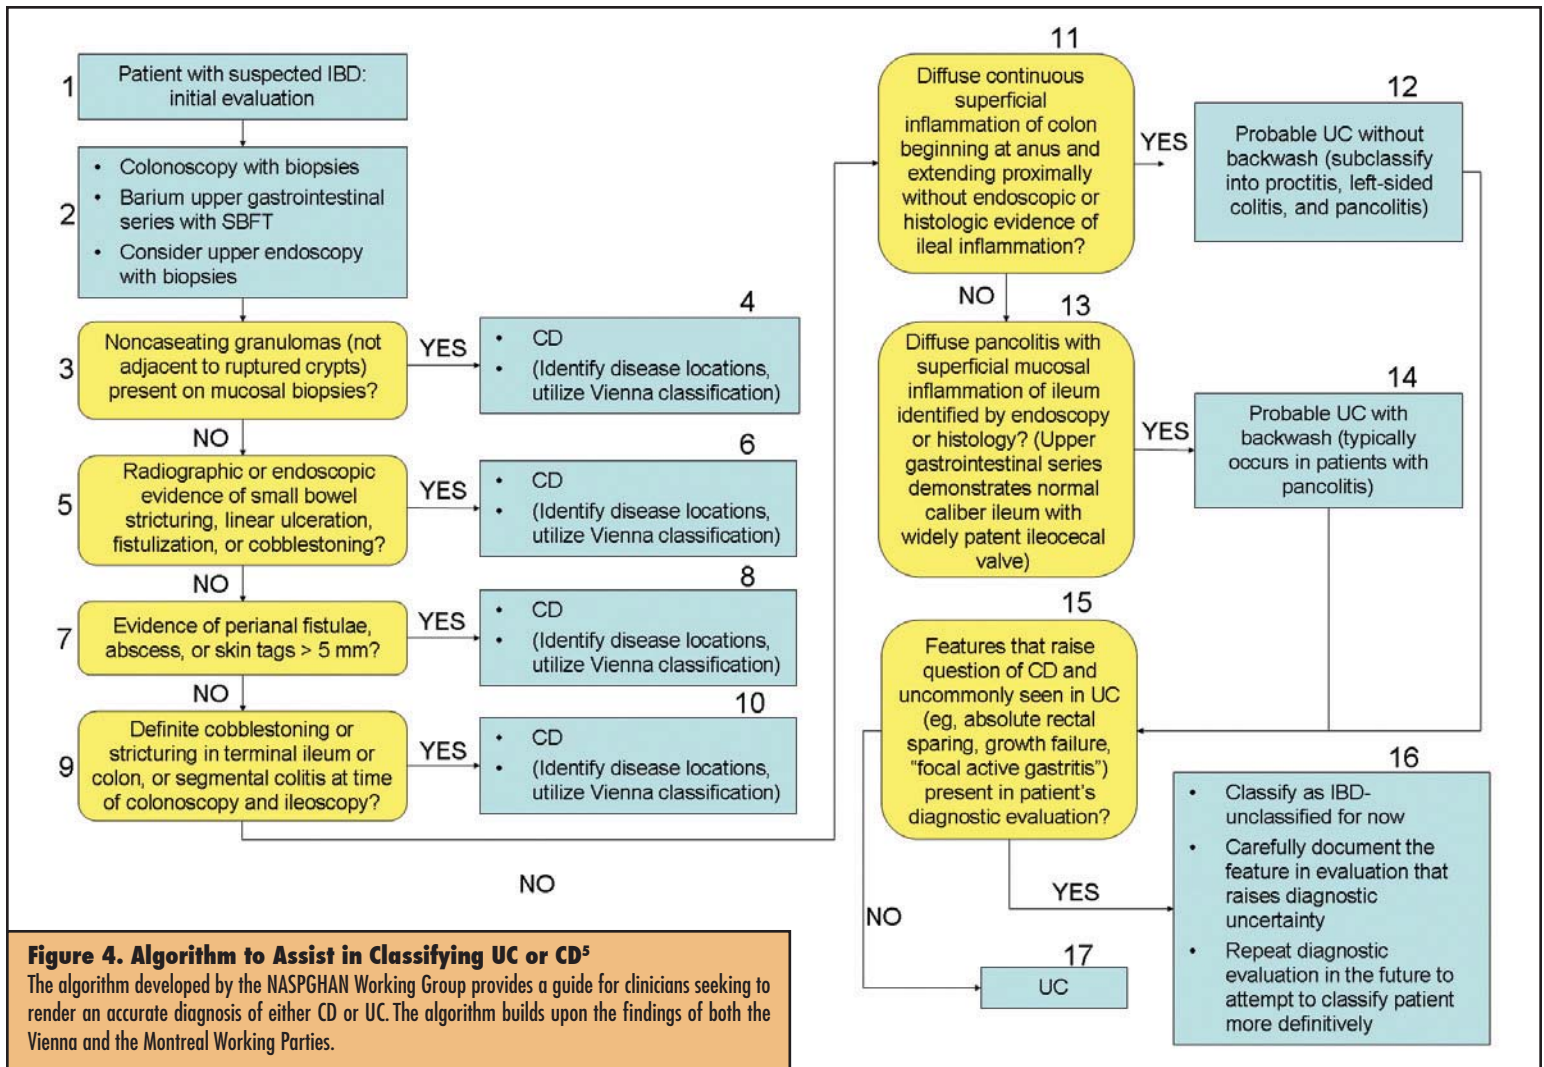 1
Patient with suspected IBD:
initial evaluation
2
• Colonoscopy with biopsies
• Barium upper gastrointestinal
series with SBFT
• Consider upper endoscopy
with biopsies
3
Noncaseating granulomas (not
adjacent to ruptured crypts)
present on mucosal biopsies?
YES
4
• CD
• (Identify disease locations,
utilize Vienna classification)
NO
5
Radiographic or endoscopic
evidence of small bowel
stricturing, linear ulceration,
fistulization, or cobblestoning?
YES
6
• CD
• (Identify disease locations,
utilize Vienna classification)
NO
7
Evidence of perianal fistulae,
abscess, or skin tags > 5 mm?
YES
8
• CD
• (Identify disease locations,
utilize Vienna classification)
NO
9
Definite cobblestoning or
stricturing in terminal ileum or
colon, or segmental colitis at time
of colonoscopy and ileoscopy?
YES
10
• CD
• (Identify disease locations,
utilize Vienna classification)
NO
11
Diffuse continuous
superficial
inflammation of colon
beginning at anus and
extending proximally
without endoscopic or
histologic evidence of
ileal inflammation?
YES
12
Probable UC without
backwash (subclassify
into proctitis, left-sided
colitis, and pancolitis)
NO
13
Diffuse pancolitis with
superficial mucosal
inflammation of ileum
identified by endoscopy
or histology? (Upper
gastrointestinal series
demonstrates normal
caliber ileum with
widely patent ileocecal
valve)
YES
14
Probable UC with
backwash (typically
occurs in patients with
pancolitis)
15
Features that raise
question of CD and
uncommonly seen in UC
(eg, absolute rectal
sparing, growth failure,
“focal active gastritis”)
present in patient's
diagnostic evaluation?
YES
16
• Classify as IBD-
unclassified for now
• Carefully document the
feature in evaluation that
raises diagnostic
uncertainty
• Repeat diagnostic
evaluation in the future to
attempt to classify patient
more definitively
NO
17
UC
Figure 4. Algorithm to Assist in Classifying UC or CD⁵
The algorithm developed by the NASPGHAN Working Group provides a guide for clinicians seeking to
render an accurate diagnosis of either CD or UC. The algorithm builds upon the findings of both the
Vienna and the Montreal Working Parties.